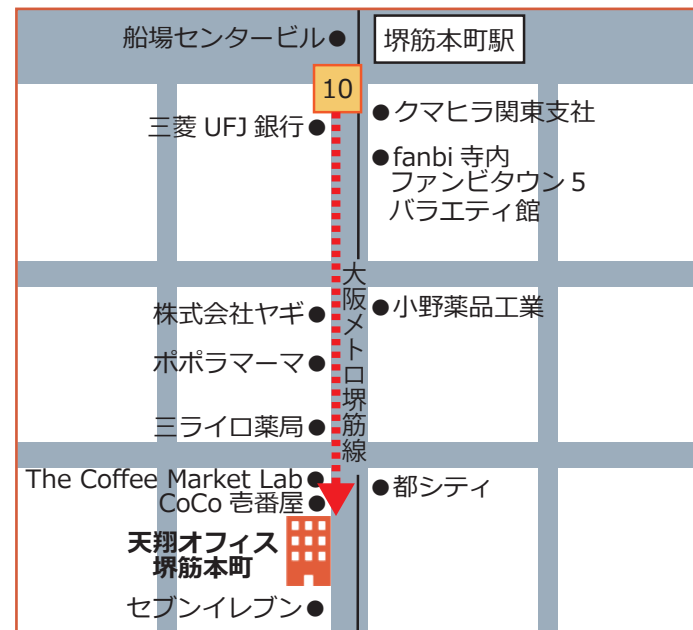 船場センタービル
堺筋本町駅
10
クマヒラ関東支社
三菱 UFJ 銀行
fanbi 寺内
ファンビタウン 5
バラエティ館
大阪メトロ堺筋線
株式会社ヤギ
小野薬品工業
ポポラマーマ
三ライロ薬局
The Coffee Market Lab
CoCo 壱番屋
都シティ
天翔オフィス
堺筋本町
セブンイレブン